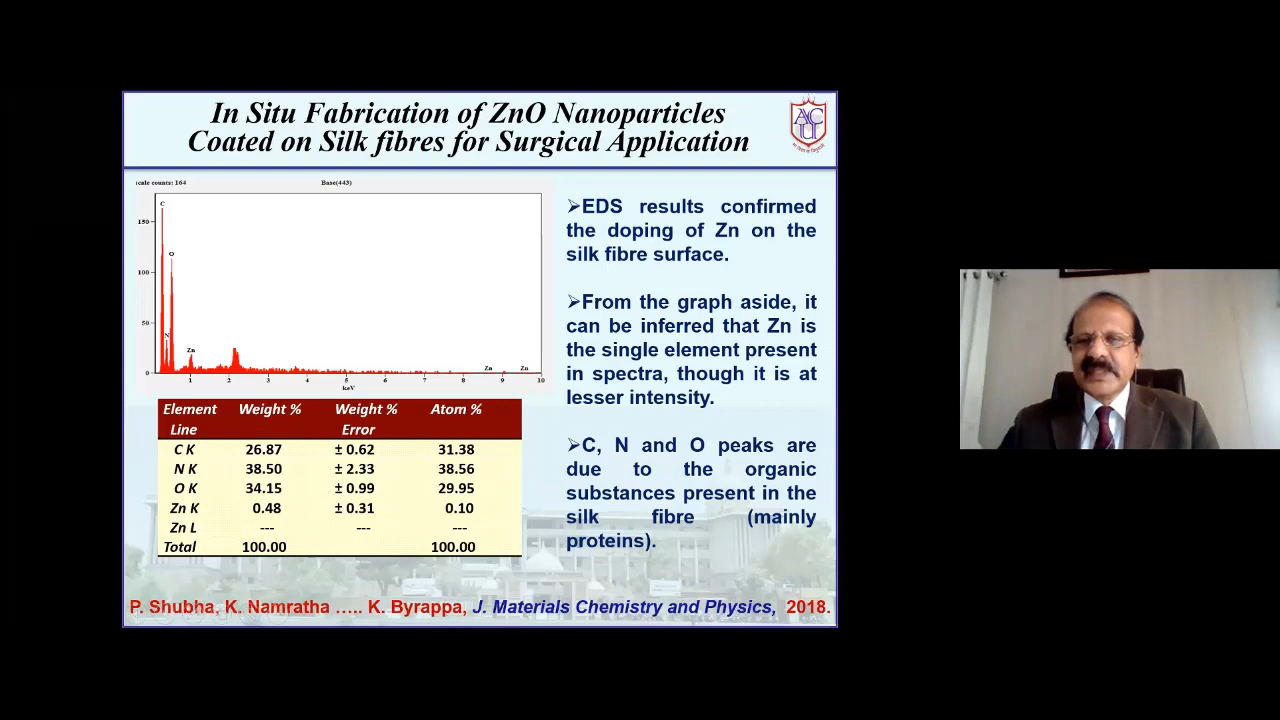 In Situ Fabrication of ZnO Nanoparticles
Coated on Silk fibres for Surgical Application
ACU
cale counts: 164
Base(443)
C
150
O
100
50
N
Zn
Zn
Zn
0
1
2
3
4
5
6
7
8
9
10
keV
Element Line Weight % Weight % Error Atom %
C K 26.87 ± 0.62 31.38
N K 38.50 ± 2.33 38.56
O K 34.15 ± 0.99 29.95
Zn K 0.48 ± 0.31 0.10
Zn L --- --- ---
Total 100.00 100.00
➢EDS results confirmed
the doping of Zn on the
silk fibre surface.
➢From the graph aside, it
can be inferred that Zn is
the single element present
in spectra, though it is at
lesser intensity.
➢C, N and O peaks are
due to the organic
substances present in the
silk fibre (mainly
proteins).
P. Shubha, K. Namratha ….. K. Byrappa, J. Materials Chemistry and Physics, 2018.